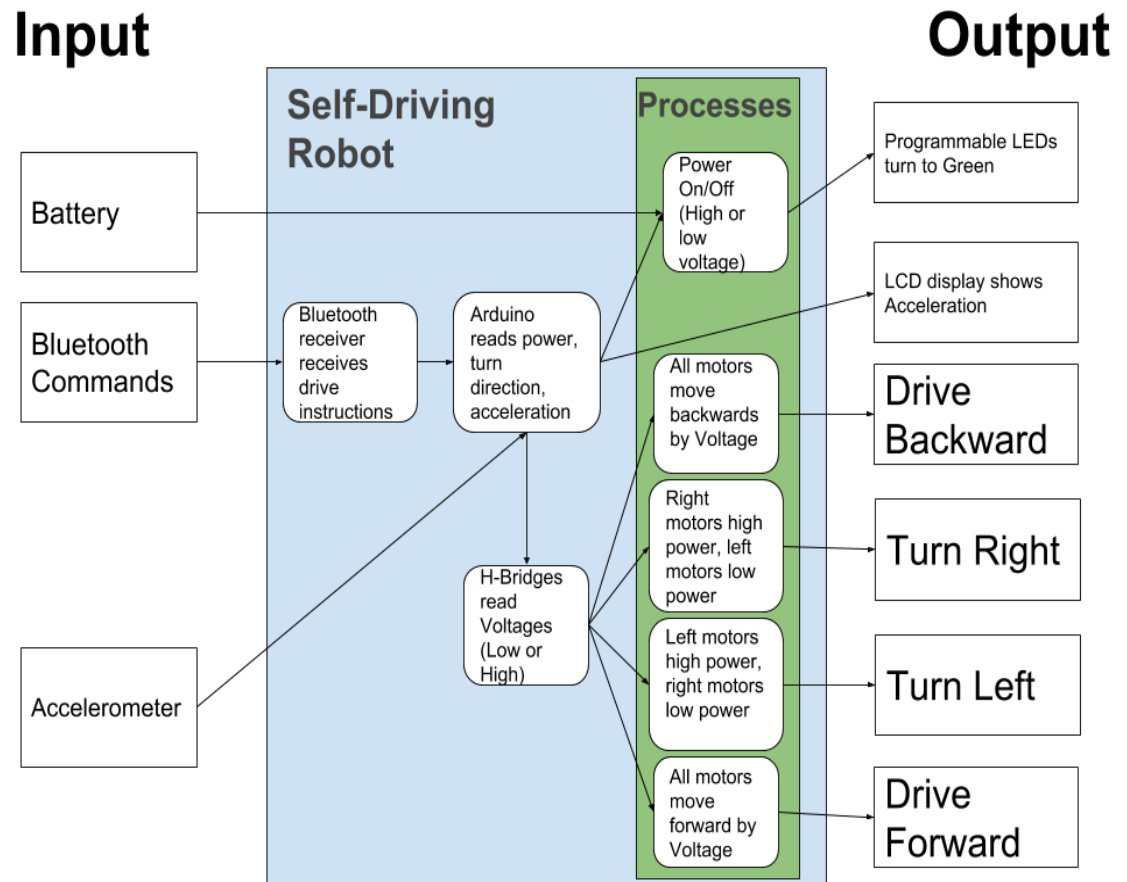 Input
Output
Self-Driving
Robot
Processes
Battery
Power
On/Off
(High or
low
voltage)
Programmable LEDs
turn to Green
LCD display shows
Acceleration
Bluetooth
Commands
Bluetooth
receiver
receives
drive
instructions
Arduino
reads power,
turn
direction,
acceleration
All motors
move
backwards
by Voltage
Drive
Backward
Right
motors high
power, left
motors low
power
Turn Right
H-Bridges
read
Voltages
(Low or
High)
Left motors
high power,
right motors
low power
Turn Left
Accelerometer
All motors
move
forward by
Voltage
Drive
Forward